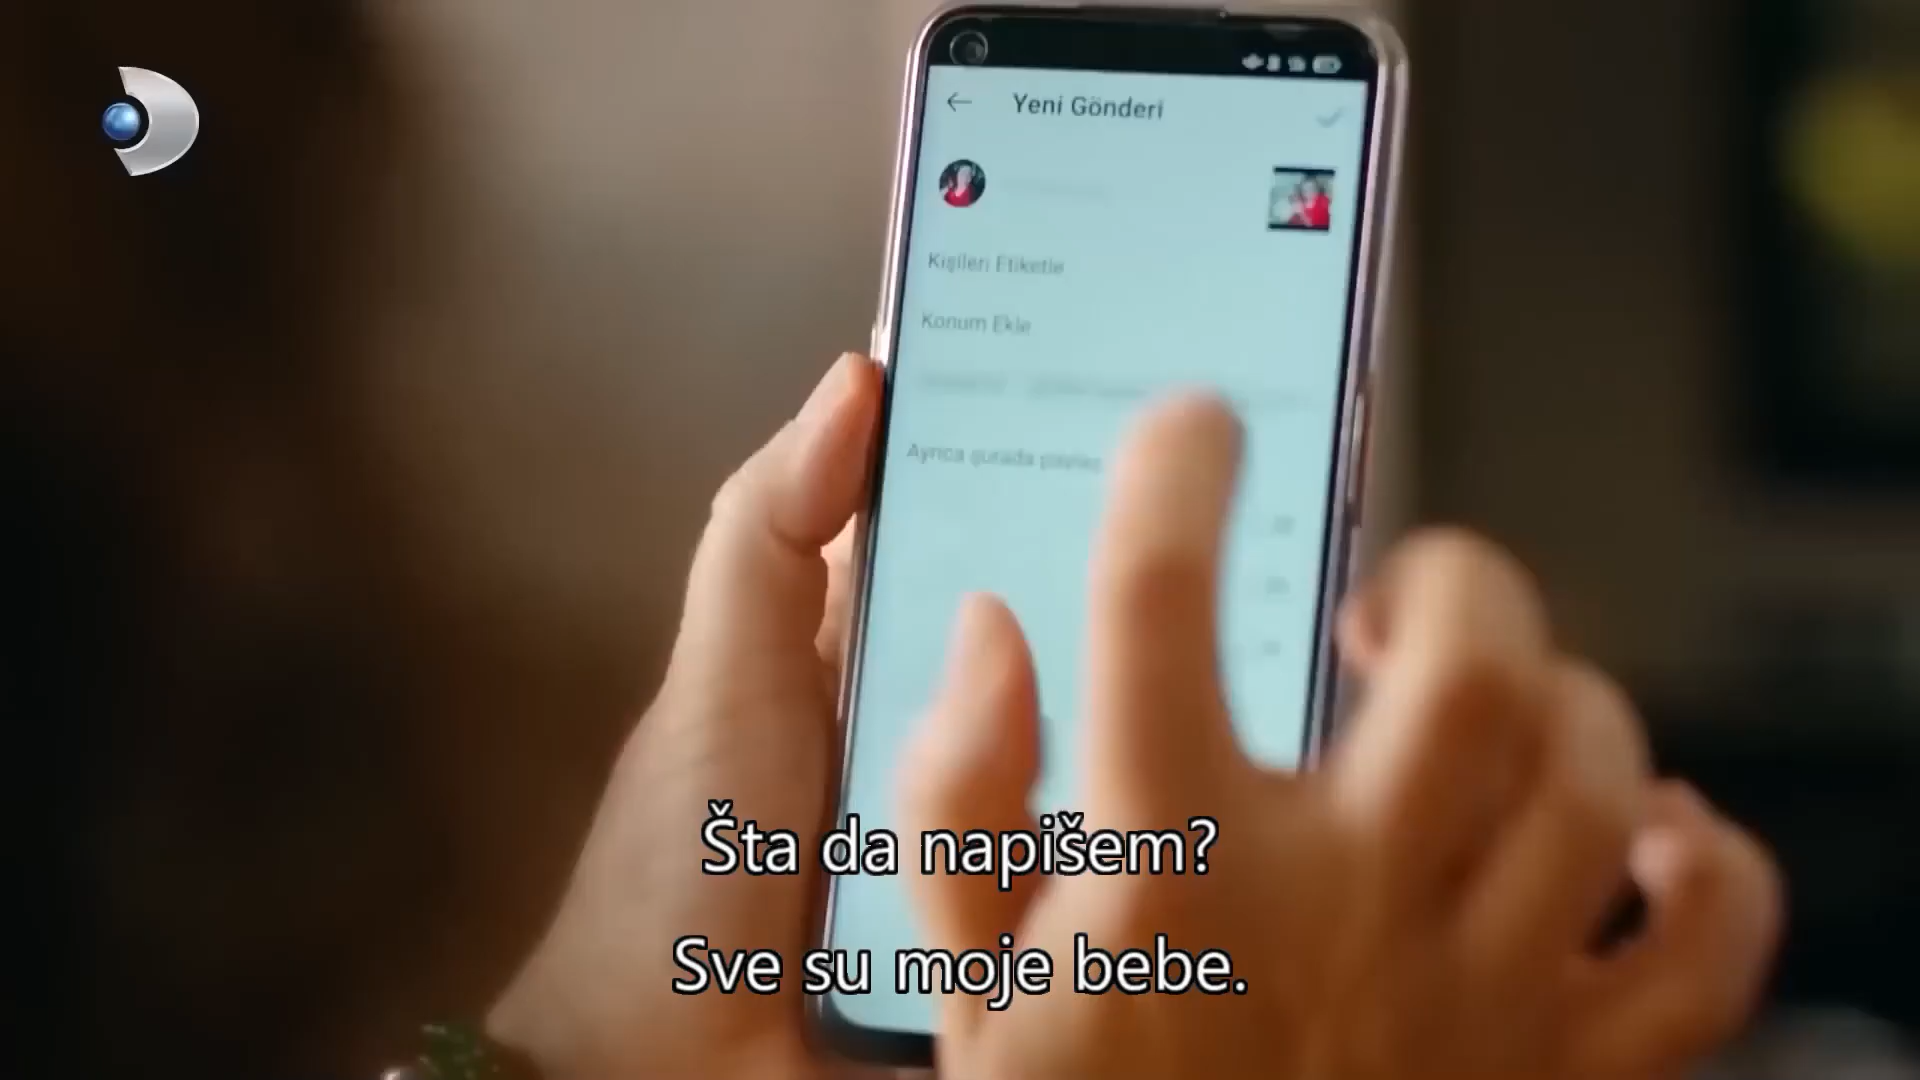 Yeni Gönderi
Kişileri Etiketle
Konum Ekle
Ayrıca şurada paylaş
Šta da napišem?
Sve su moje bebe.